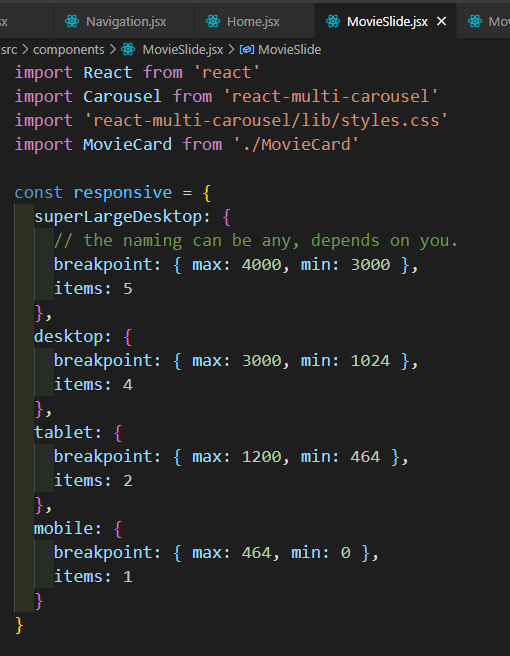 sx Navigation.jsx Home.jsx MovieSlide.jsx × Mov
src > components > MovieSlide.jsx > MovieSlide
import React from 'react'
import Carousel from 'react-multi-carousel'
import 'react-multi-carousel/lib/styles.css'
import MovieCard from './MovieCard'
const responsive = {
superLargeDesktop: {
// the naming can be any, depends on you.
breakpoint: { max: 4000, min: 3000 },
items: 5
},
desktop: {
breakpoint: { max: 3000, min: 1024 },
items: 4
},
tablet: {
breakpoint: { max: 1200, min: 464 },
items: 2
},
mobile: {
breakpoint: { max: 464, min: 0 },
items: 1
}
}